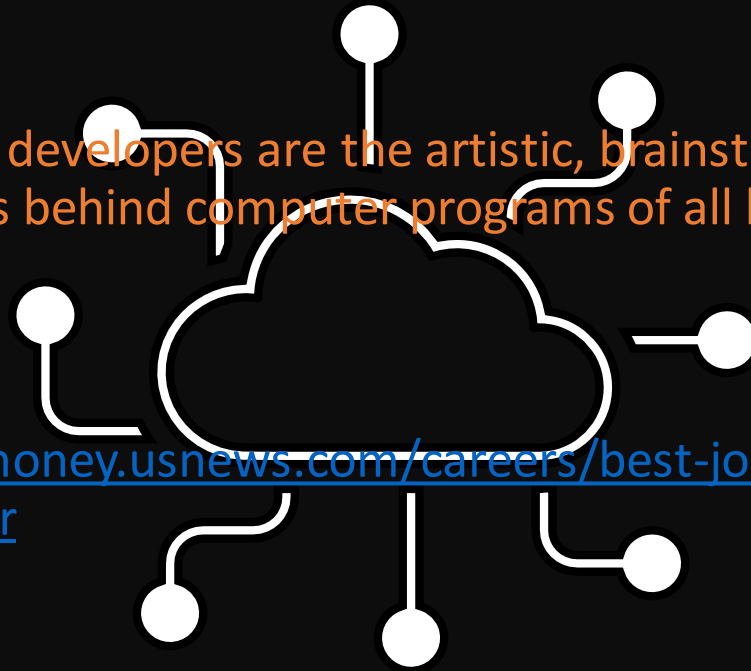 developers are the artistic, brainst
s behind computer programs of all
money.usnews.com/careers/best-jo
r